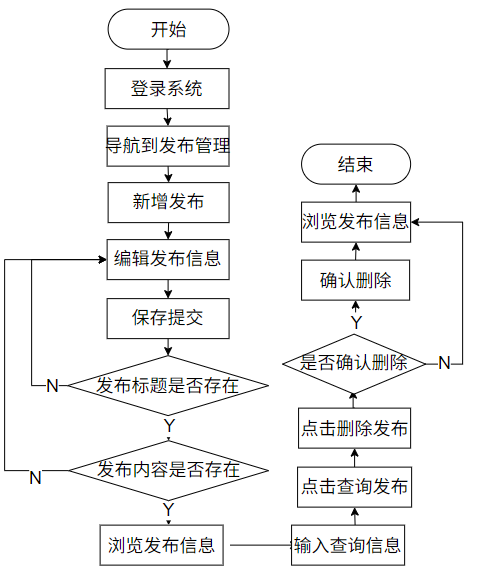 开始
登录系统
导航到发布管理
新增发布
编辑发布信息
保存提交
发布标题是否存在
N
Y
发布内容是否存在
N
Y
浏览发布信息
输入查询信息
点击查询发布
点击删除发布
是否确认删除
N
Y
确认删除
浏览发布信息
结束